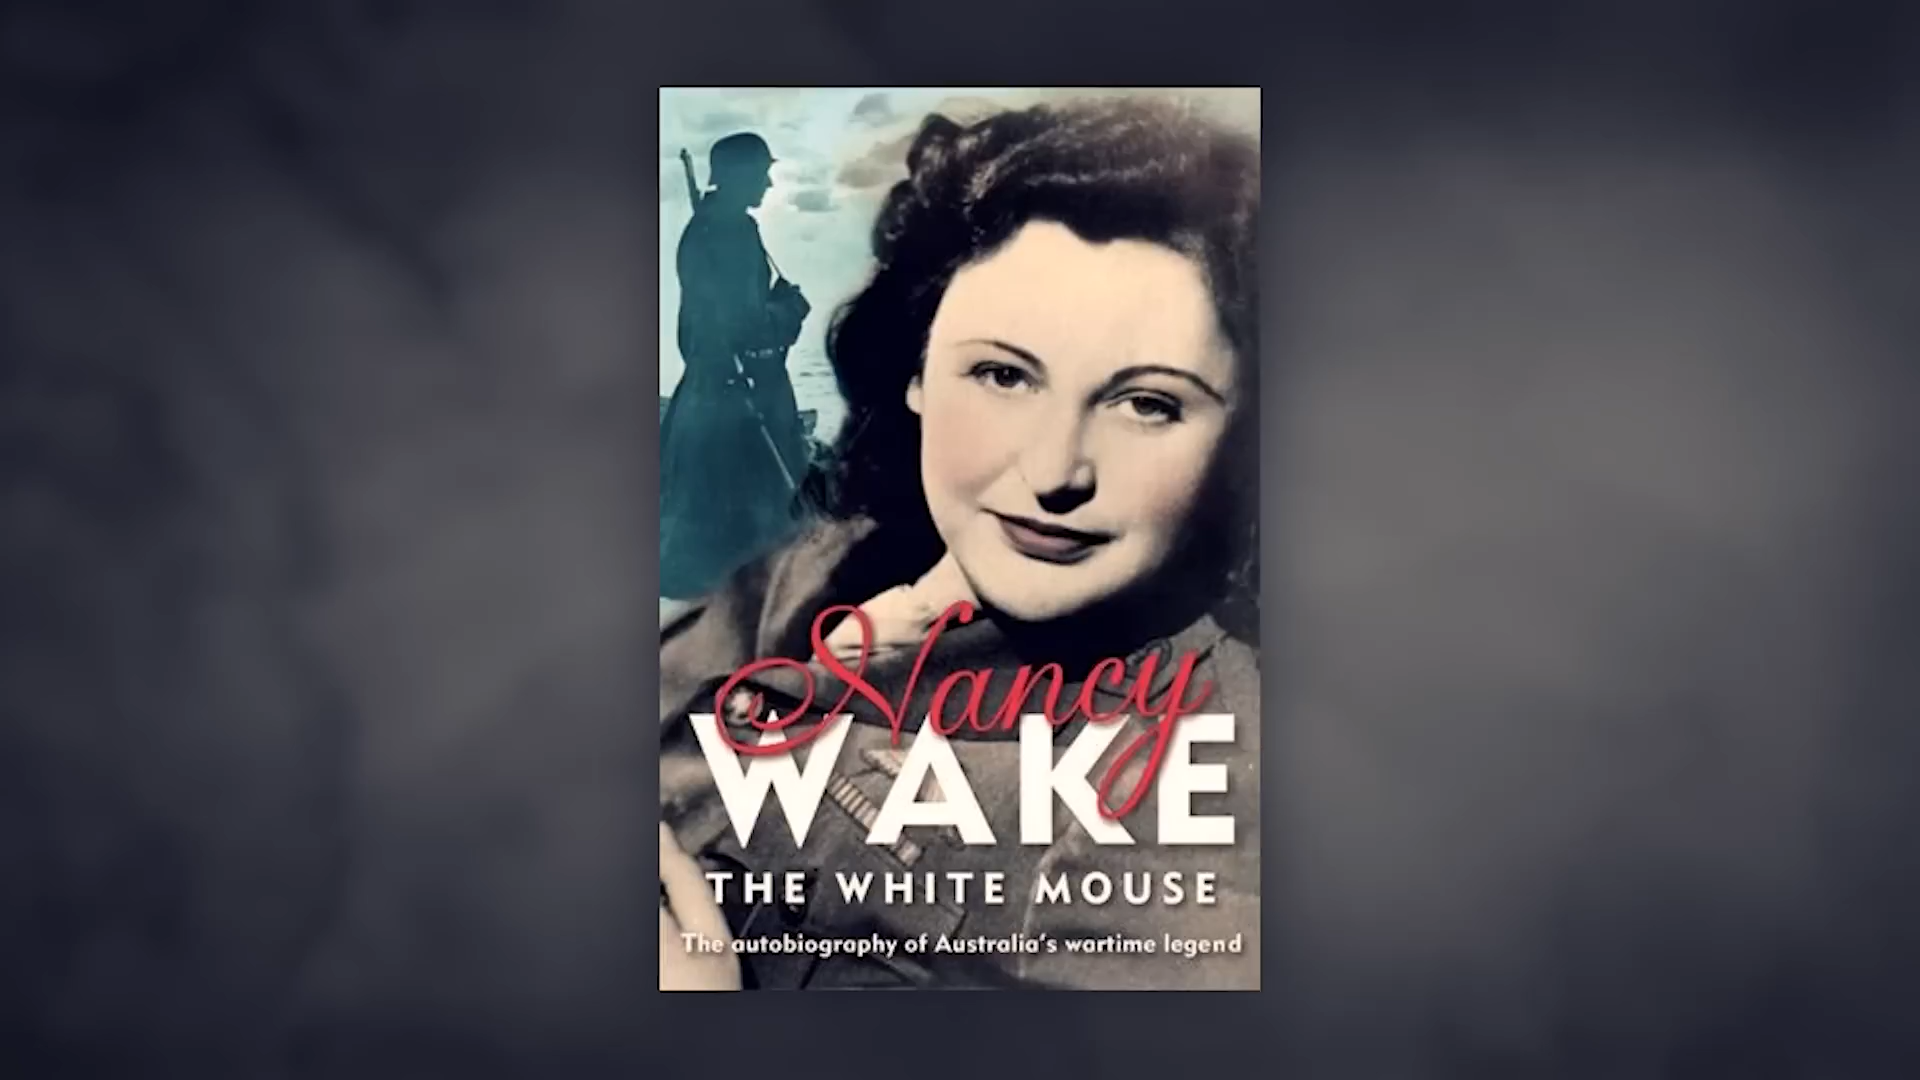 Nancy
WAKE
THE WHITE MOUSE
The autobiography of Australia's wartime legend